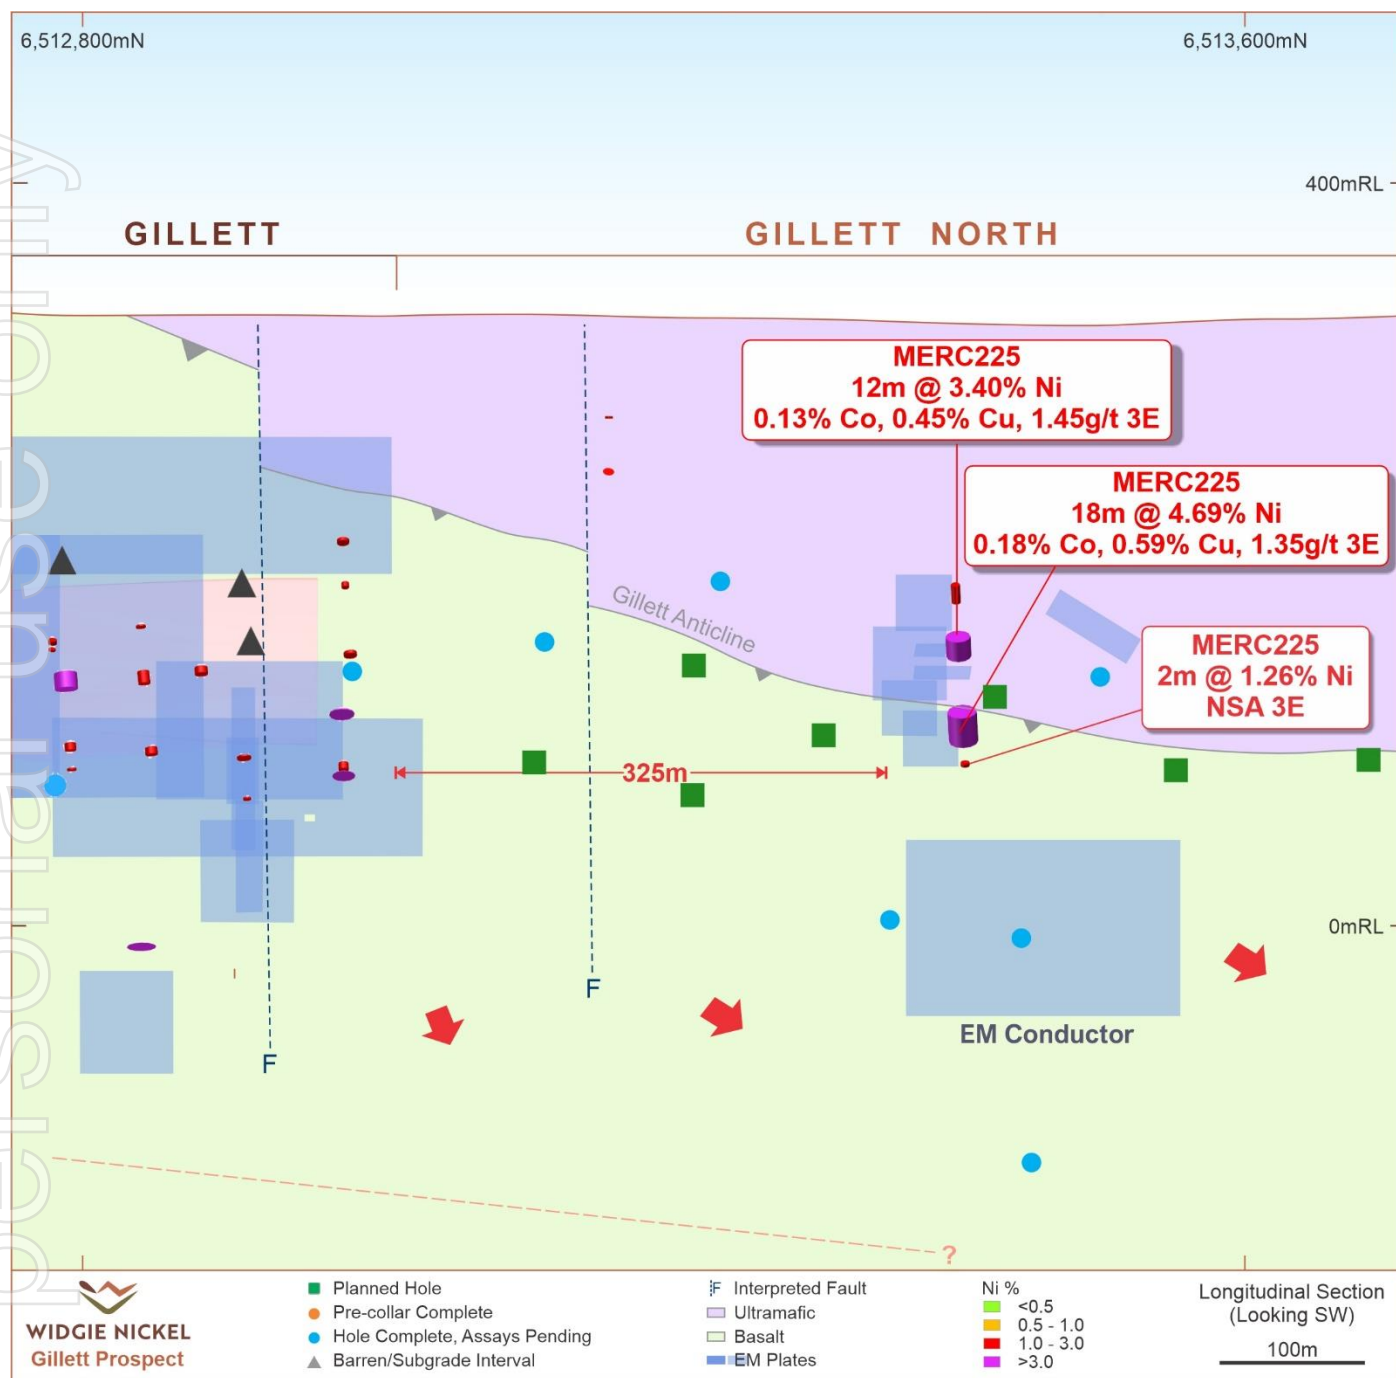 6,512,800mN
6,513,600mN
400mRL
GILLETT
GILLETT NORTH
MERC225
12m @ 3.40% Ni
0.13% Co, 0.45% Cu, 1.45g/t 3E
MERC225
18m @ 4.69% Ni
0.18% Co, 0.59% Cu, 1.35g/t 3E
Gillett Anticline
MERC225
2m @ 1.26% Ni
NSA 3E
325m
0mRL
F
F
EM Conductor
?
For personal use only
WIDGIE NICKEL
Gillett Prospect
Planned Hole
Pre-collar Complete
Hole Complete, Assays Pending
Barren/Subgrade Interval
F Interpreted Fault
Ultramafic
Basalt
EM Plates
Ni %
<0.5
0.5 - 1.0
1.0 - 3.0
>3.0
Longitudinal Section
(Looking SW)
100m